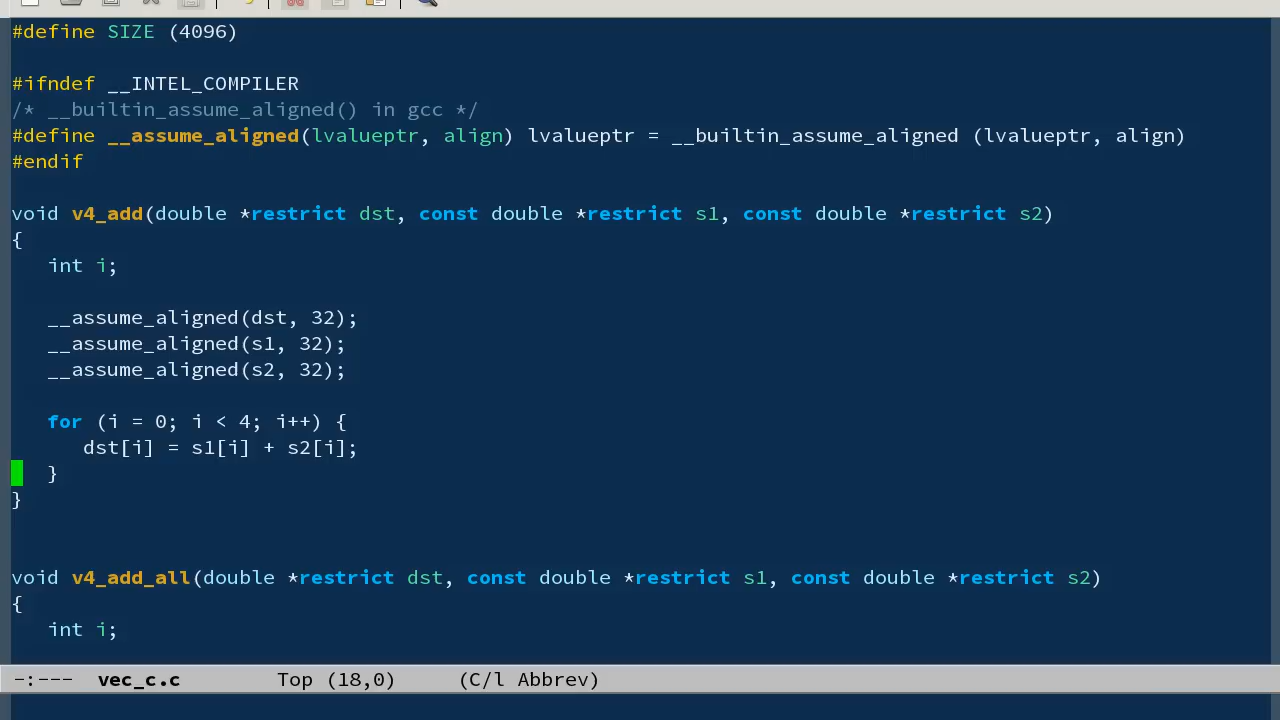 #define SIZE (4096)
#ifndef __INTEL_COMPILER
/* __builtin_assume_aligned() in gcc */
#define __assume_aligned(lvalueptr, align) lvalueptr = __builtin_assume_aligned (lvalueptr, align)
#endif
void v4_add(double *restrict dst, const double *restrict s1, const double *restrict s2)
{
int i;
__assume_aligned(dst, 32);
__assume_aligned(s1, 32);
__assume_aligned(s2, 32);
for (i = 0; i < 4; i++) {
dst[i] = s1[i] + s2[i];
}
}
void v4_add_all(double *restrict dst, const double *restrict s1, const double *restrict s2)
{
int i;
-:--- vec_c.c Top (18,0) (C/l Abbrev)